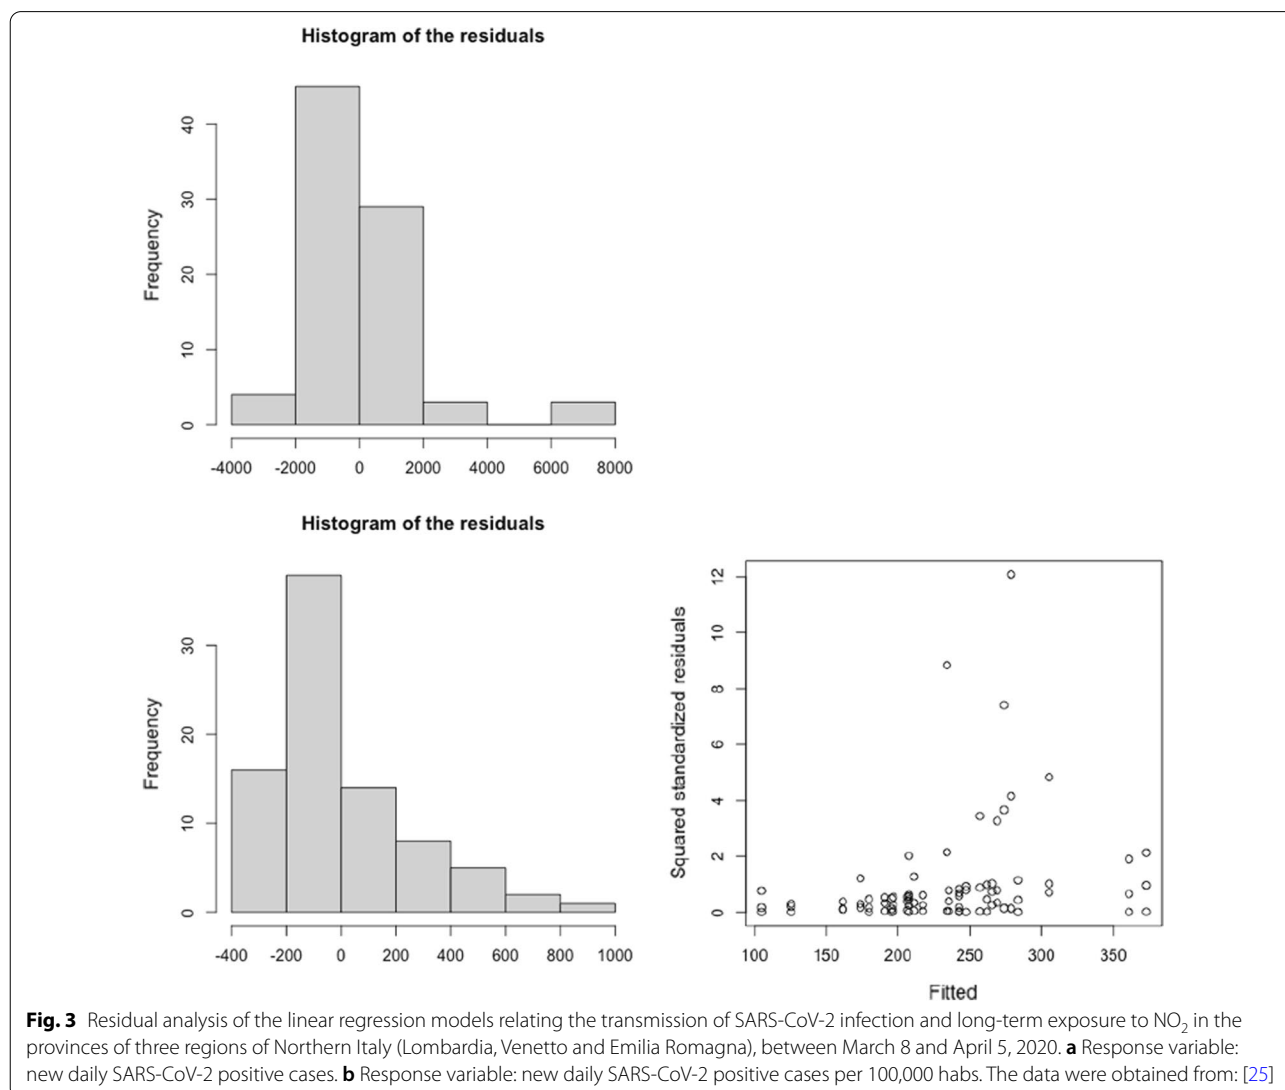 Histogram of the residuals
Frequency
40
30
20
10
0
-4000 -2000 0 2000 4000 6000 8000
Histogram of the residuals
Frequency
30
20
10
0
-400 -200 0 200 400 600 800 1000
Squared standardized residuals
12
10
8
6
4
2
0
100 150 200 250 300 350
Fitted
Fig. 3 Residual analysis of the linear regression models relating the transmission of SARS-CoV-2 infection and long-term exposure to NO₂ in the
provinces of three regions of Northern Italy (Lombardia, Venetto and Emilia Romagna), between March 8 and April 5, 2020. a Response variable:
new daily SARS-CoV-2 positive cases. b Response variable: new daily SARS-CoV-2 positive cases per 100,000 habs. The data were obtained from: [25]